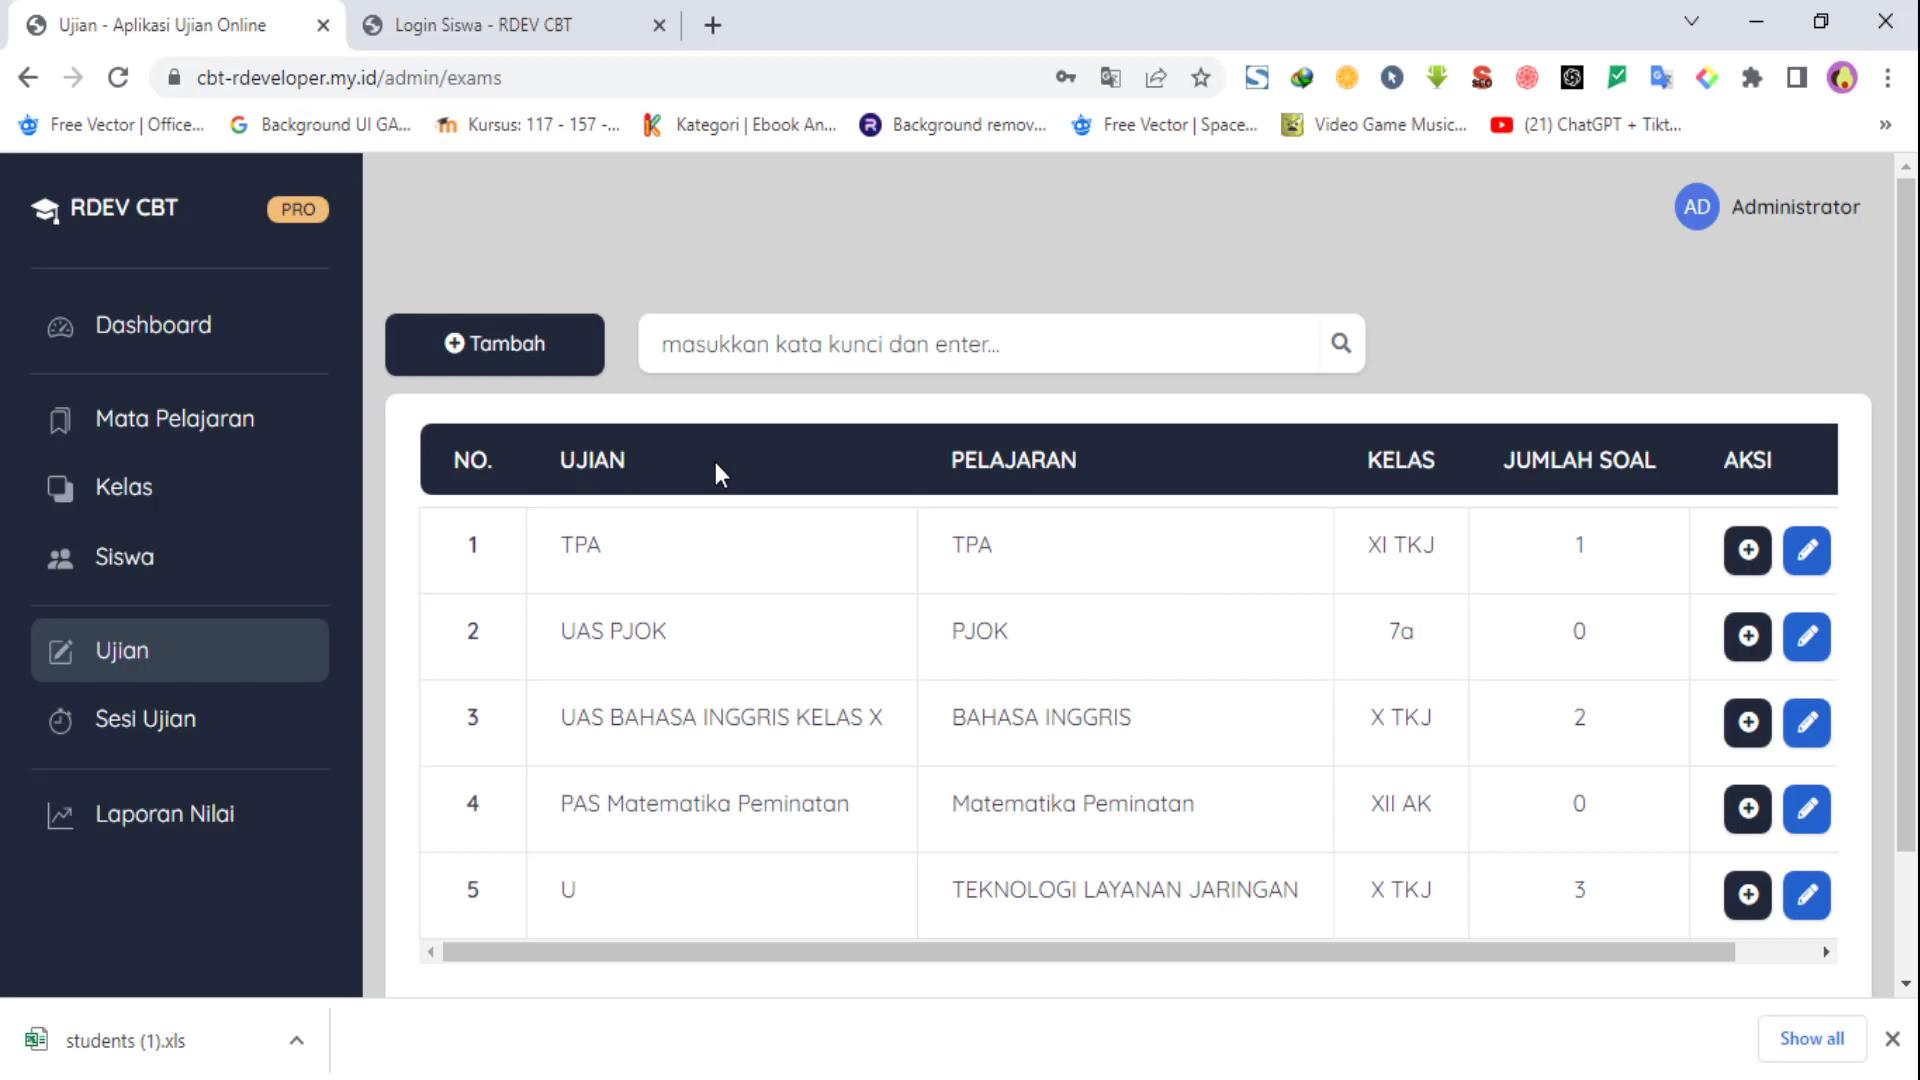 Ujian - Aplikasi Ujian Online
Login Siswa - RDEV CBT
cbt-rdeveloper.my.id/admin/exams
Free Vector | Office...
Background UI GA...
Kursus: 117 - 157 -...
Kategori | Ebook An...
Background remov...
Free Vector | Space...
Video Game Music...
(21) ChatGPT + Tikt...
»
RDEV CBT
PRO
AD
Administrator
Dashboard
Mata Pelajaran
Kelas
Siswa
Ujian
Sesi Ujian
Laporan Nilai
Tambah
masukkan kata kunci dan enter...
NO. UJIAN PELAJARAN KELAS JUMLAH SOAL AKSI
1 TPA TPA XI TKJ 1
2 UAS PJOK PJOK 7a 0
3 UAS BAHASA INGGRIS KELAS X BAHASA INGGRIS X TKJ 2
4 PAS Matematika Peminatan Matematika Peminatan XII AK 0
5 U TEKNOLOGI LAYANAN JARINGAN X TKJ 3
students (1).xls
Show all